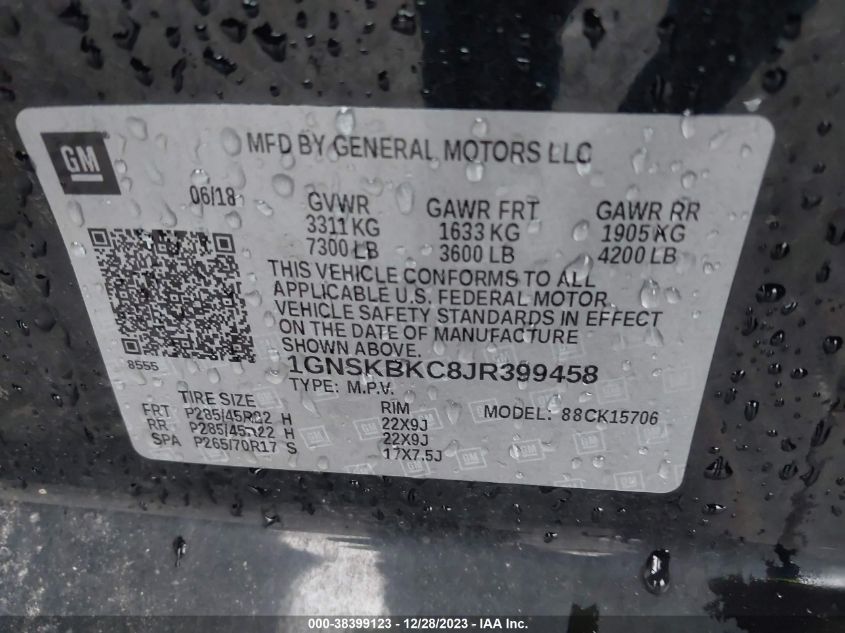 GM
MFD BY GENERAL MOTORS LLC
06/18
GVWR GAWR FRT GAWR RR
3311 KG 1633 KG 1905 KG
7300 LB 3600 LB 4200 LB
THIS VEHICLE CONFORMS TO ALL
APPLICABLE U.S. FEDERAL MOTOR
VEHICLE SAFETY STANDARDS IN EFFECT
ON THE DATE OF MANUFACTURE
SHOWN ABOVE.
8555
1GNSKBKC8JR399458
TYPE: M.P.V.
TIRE SIZE RIM MODEL: 88CK15706
FRT P285/45R22 H 22X9J
RR P285/45R22 H 22X9J
SPA P265/70R17 S 17X7.5J
000-38399123 - 12/28/2023 - Copyright © IAA, Inc.